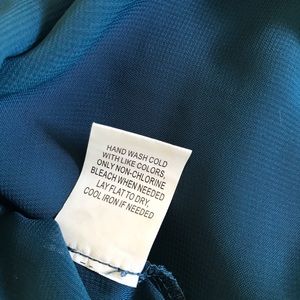 HAND WASH COLD
WITH LIKE COLORS,
ONLY NON-CHLORINE
BLEACH WHEN NEEDED
LAY FLAT TO DRY,
COOL IRON IF NEEDED